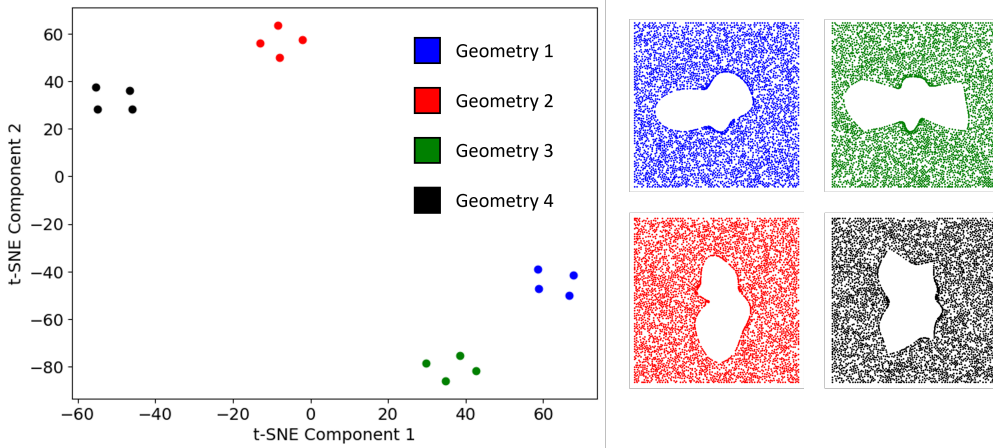 60
40
20
0
−20
−40
−60
−80
t-SNE Component 2
Geometry 1
Geometry 2
Geometry 3
Geometry 4
−60 −40 −20 0 20 40 60
t-SNE Component 1